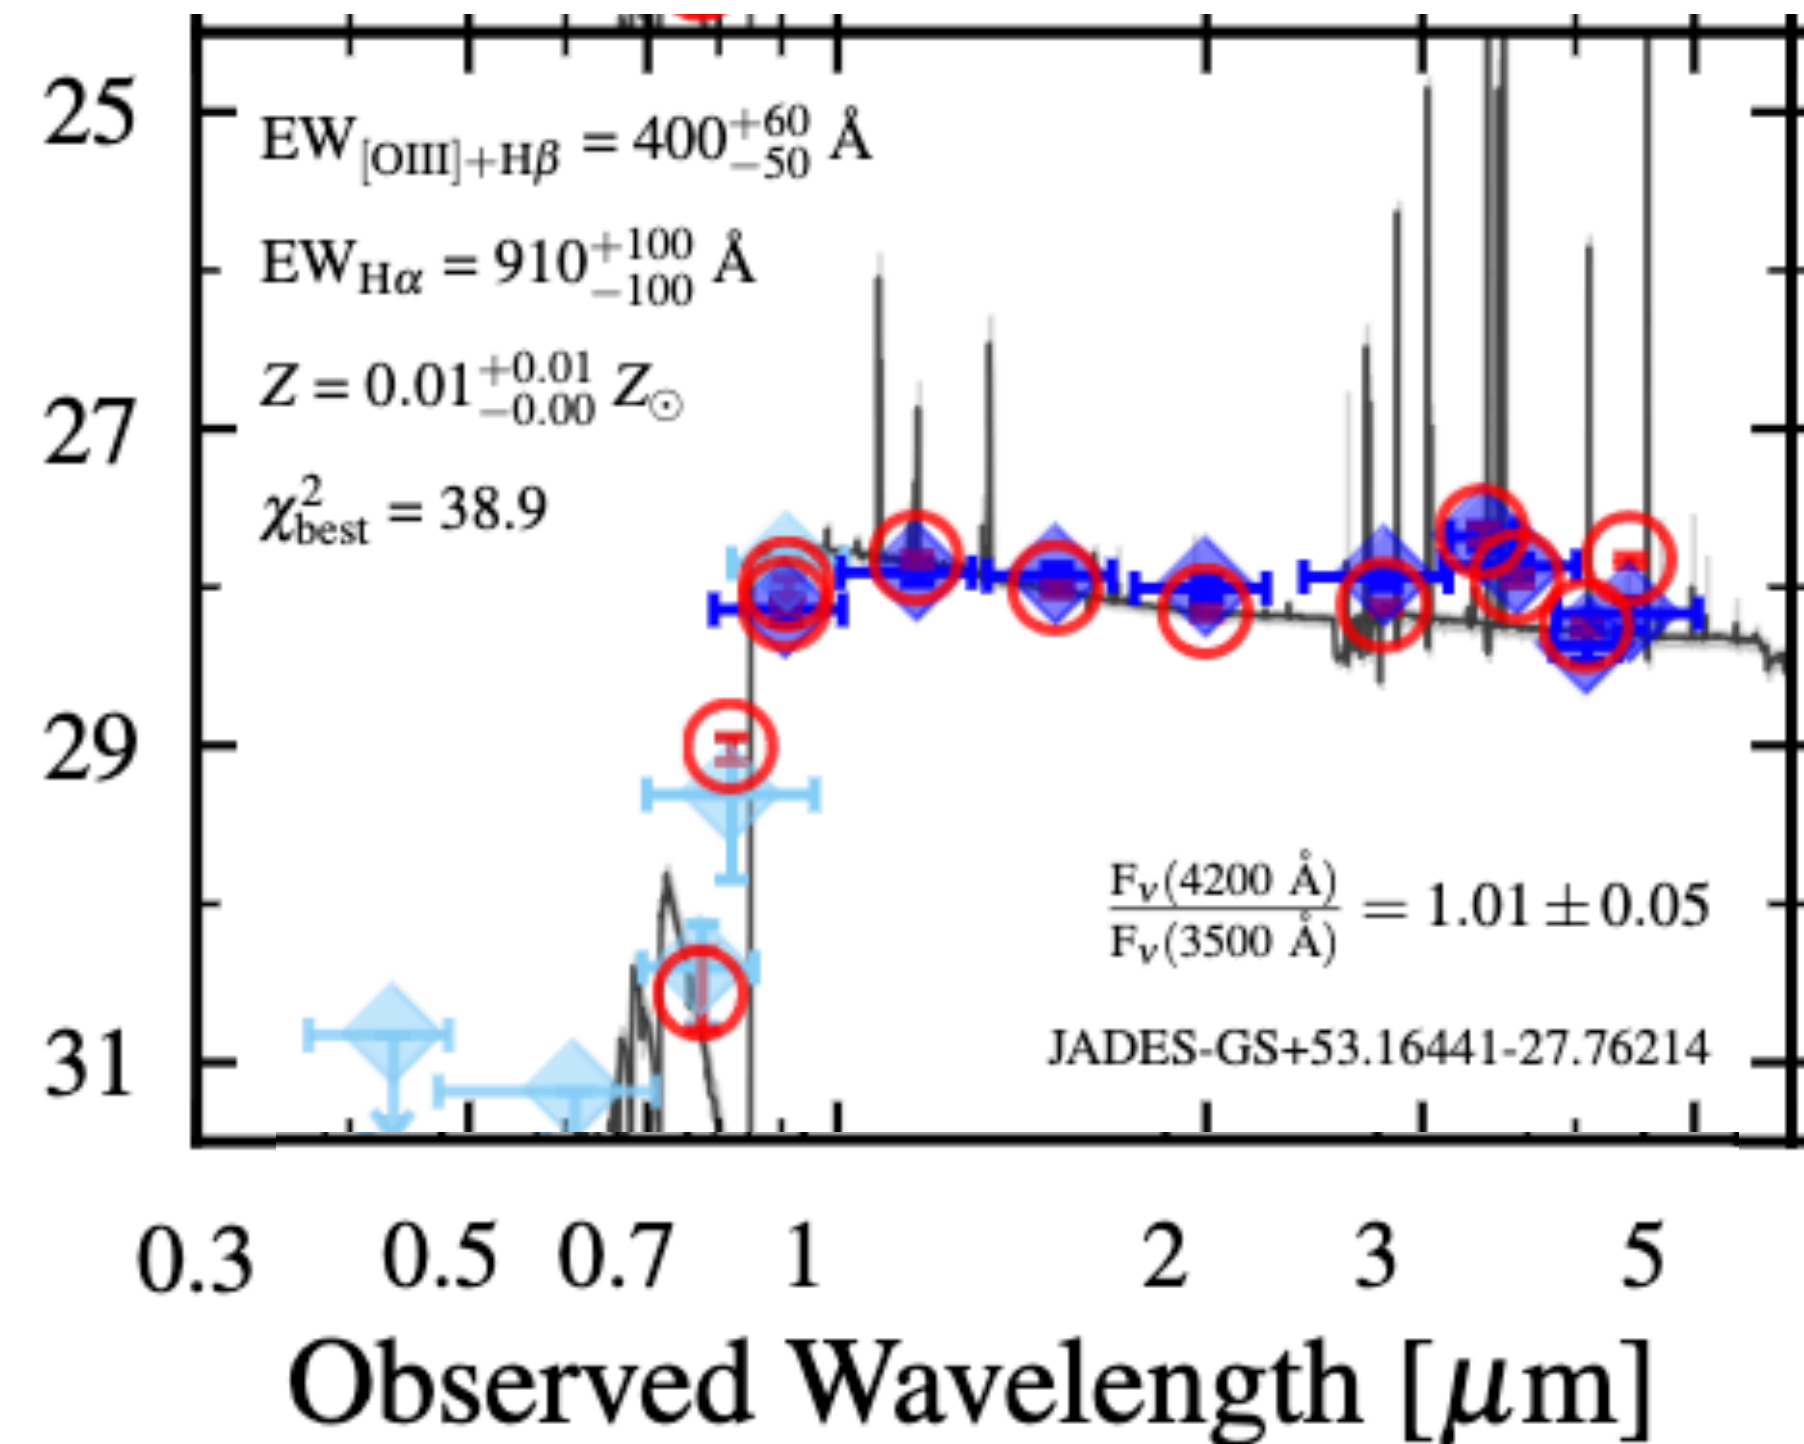 25
EW[OIII]+Hβ = 400+60−50 Å
EWHα = 910+100−100 Å
27
Z = 0.01+0.01−0.00 Z⊙
χ2best = 38.9
29
Fν(4200 Å)
Fν(3500 Å) = 1.01 ± 0.05
31
JADES-GS+53.16441-27.76214
0.3 0.5 0.7 1 2 3 5
Observed Wavelength [μm]